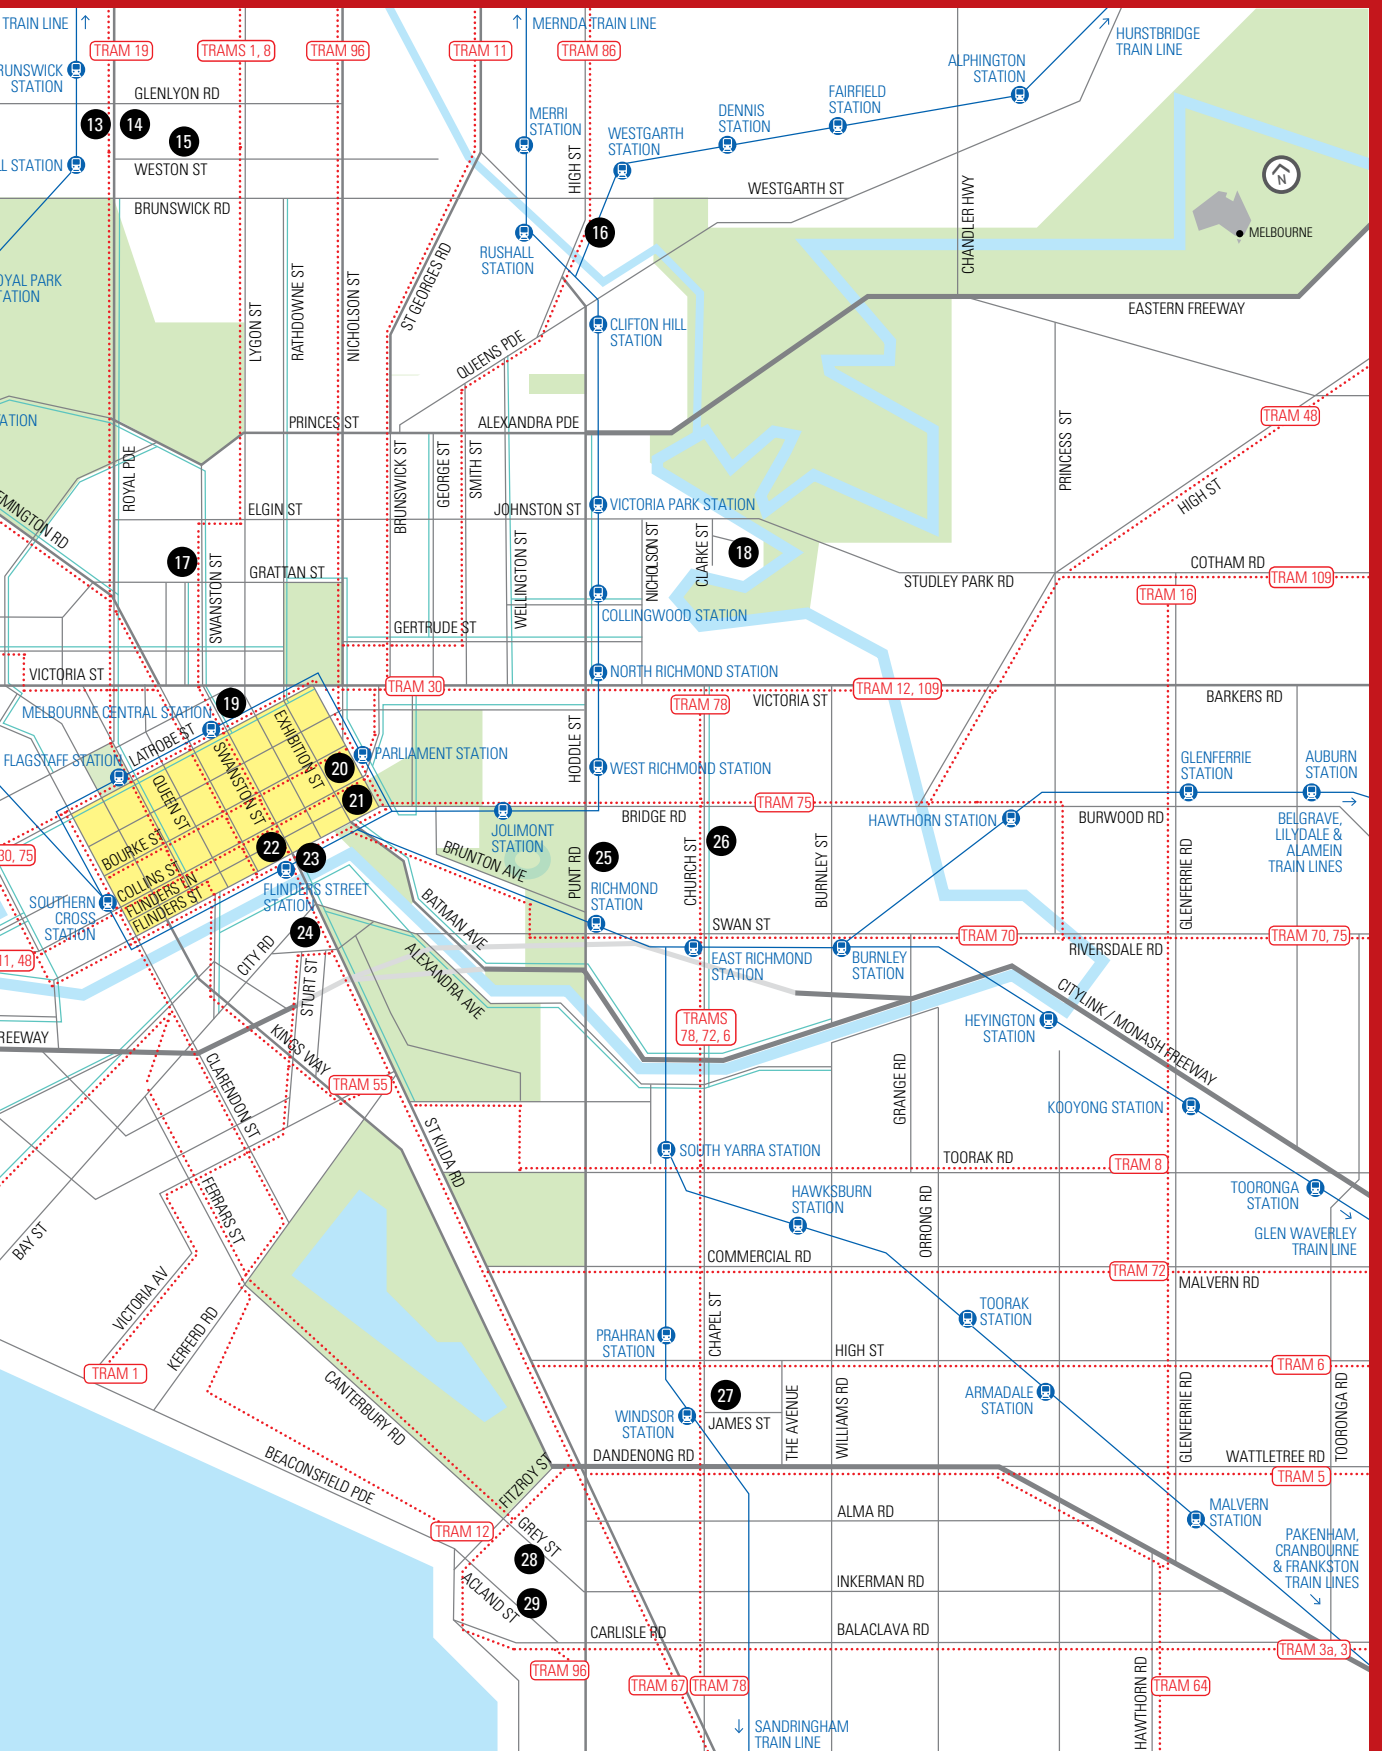 TRAIN LINE
MERNDA TRAIN LINE
HURSTBRIDGE
TRAIN LINE
TRAM 19
TRAMS 1, 8
TRAM 96
TRAM 11
TRAM 86
STATION
ALPHINGTON
STATION
GLENLYON RD
FAIRFIELD
STATION
MERRI
STATION
DENNIS
STATION
WESTGARTH
STATION
13
14
15
WESTON ST
HIGH ST
WESTGARTH ST
BRUNSWICK RD
CHANDLER HWY
N
MELBOURNE
16
RUSHALL
STATION
ST GEORGES RD
LYGON ST
RATHDOWNE ST
NICHOLSON ST
EASTERN FREEWAY
CLIFTON HILL
STATION
QUEENS PDE
PRINCES ST
ALEXANDRA PDE
TRAM 48
PRINCESS ST
ROYAL PDE
BRUNSWICK ST
GEORGE ST
SMITH ST
HIGH ST
ELGIN ST
JOHNSTON ST
VICTORIA PARK STATION
17
SWANSTON ST
GRATTAN ST
WELLINGTON ST
NICHOLSON ST
CLARKE ST
18
STUDLEY PARK RD
COTHAM RD
TRAM 109
TRAM 16
COLLINGWOOD STATION
GERTRUDE ST
VICTORIA ST
NORTH RICHMOND STATION
TRAM 30
TRAM 12, 109
VICTORIA ST
BARKERS RD
TRAM 78
19
MELBOURNE CENTRAL STATION
LATROBE ST
EXHIBITION ST
FLAGSTAFF STATION
SWANSTON ST
QUEEN ST
20
PARLIAMENT STATION
HODDLE ST
WEST RICHMOND STATION
GLENFERRIE
STATION
AUBURN
STATION
21
TRAM 75
BRIDGE RD
HAWTHORN STATION
BURWOOD RD
BELGRAVE,
LILYDALE &
ALAMEIN
TRAIN LINES
JOLIMONT
STATION
BRUNTON AVE
BOURKE ST
COLLINS ST
FLINDERS LN
FLINDERS ST
22
23
FLINDERS STREET
STATION
PUNT RD
25
RICHMOND
STATION
CHURCH ST
26
BURNLEY ST
GLENFERRIE RD
30, 75
SOUTHERN
CROSS
STATION
24
CITY RD
STURT ST
BATMAN AVE
ALEXANDRA AVE
SWAN ST
TRAM 70
RIVERSDALE RD
TRAM 70, 75
EAST RICHMOND
STATION
BURNLEY
STATION
11, 48
CITYLINK / MONASH FREEWAY
TRAMS
78, 72, 6
HEYINGTON
STATION
KINGS WAY
CLARENDON ST
TRAM 55
GRANGE RD
KOOYONG STATION
ST KILDA RD
SOUTH YARRA STATION
TOORAK RD
TRAM 8
FERRARS ST
BAY ST
HAWKSBURN
STATION
ORRONG RD
TOORONGA
STATION
GLEN WAVERLEY
TRAIN LINE
COMMERCIAL RD
TRAM 72
MALVERN RD
VICTORIA AV
KERFERD RD
TRAM 1
CHAPEL ST
TOORAK
STATION
PRAHRAN
STATION
HIGH ST
TRAM 6
CANTERBURY RD
27
JAMES ST
THE AVENUE
WILLIAMS RD
ARMADALE
STATION
GLENFERRIE RD
TOORONGA RD
WINDSOR
STATION
DANDENONG RD
WATTLETREE RD
TRAM 5
BEACONSFIELD PDE
FITZROY ST
TRAM 12
GREY ST
ALMA RD
MALVERN
STATION
PAKENHAM,
CRANBOURNE
& FRANKSTON
TRAIN LINES
28
ACLAND ST
29
INKERMAN RD
CARLISLE RD
BALACLAVA RD
TRAM 3a, 3
TRAM 96
TRAM 67
TRAM 78
HAWTHORN RD
TRAM 64
SANDRINGHAM
TRAIN LINE